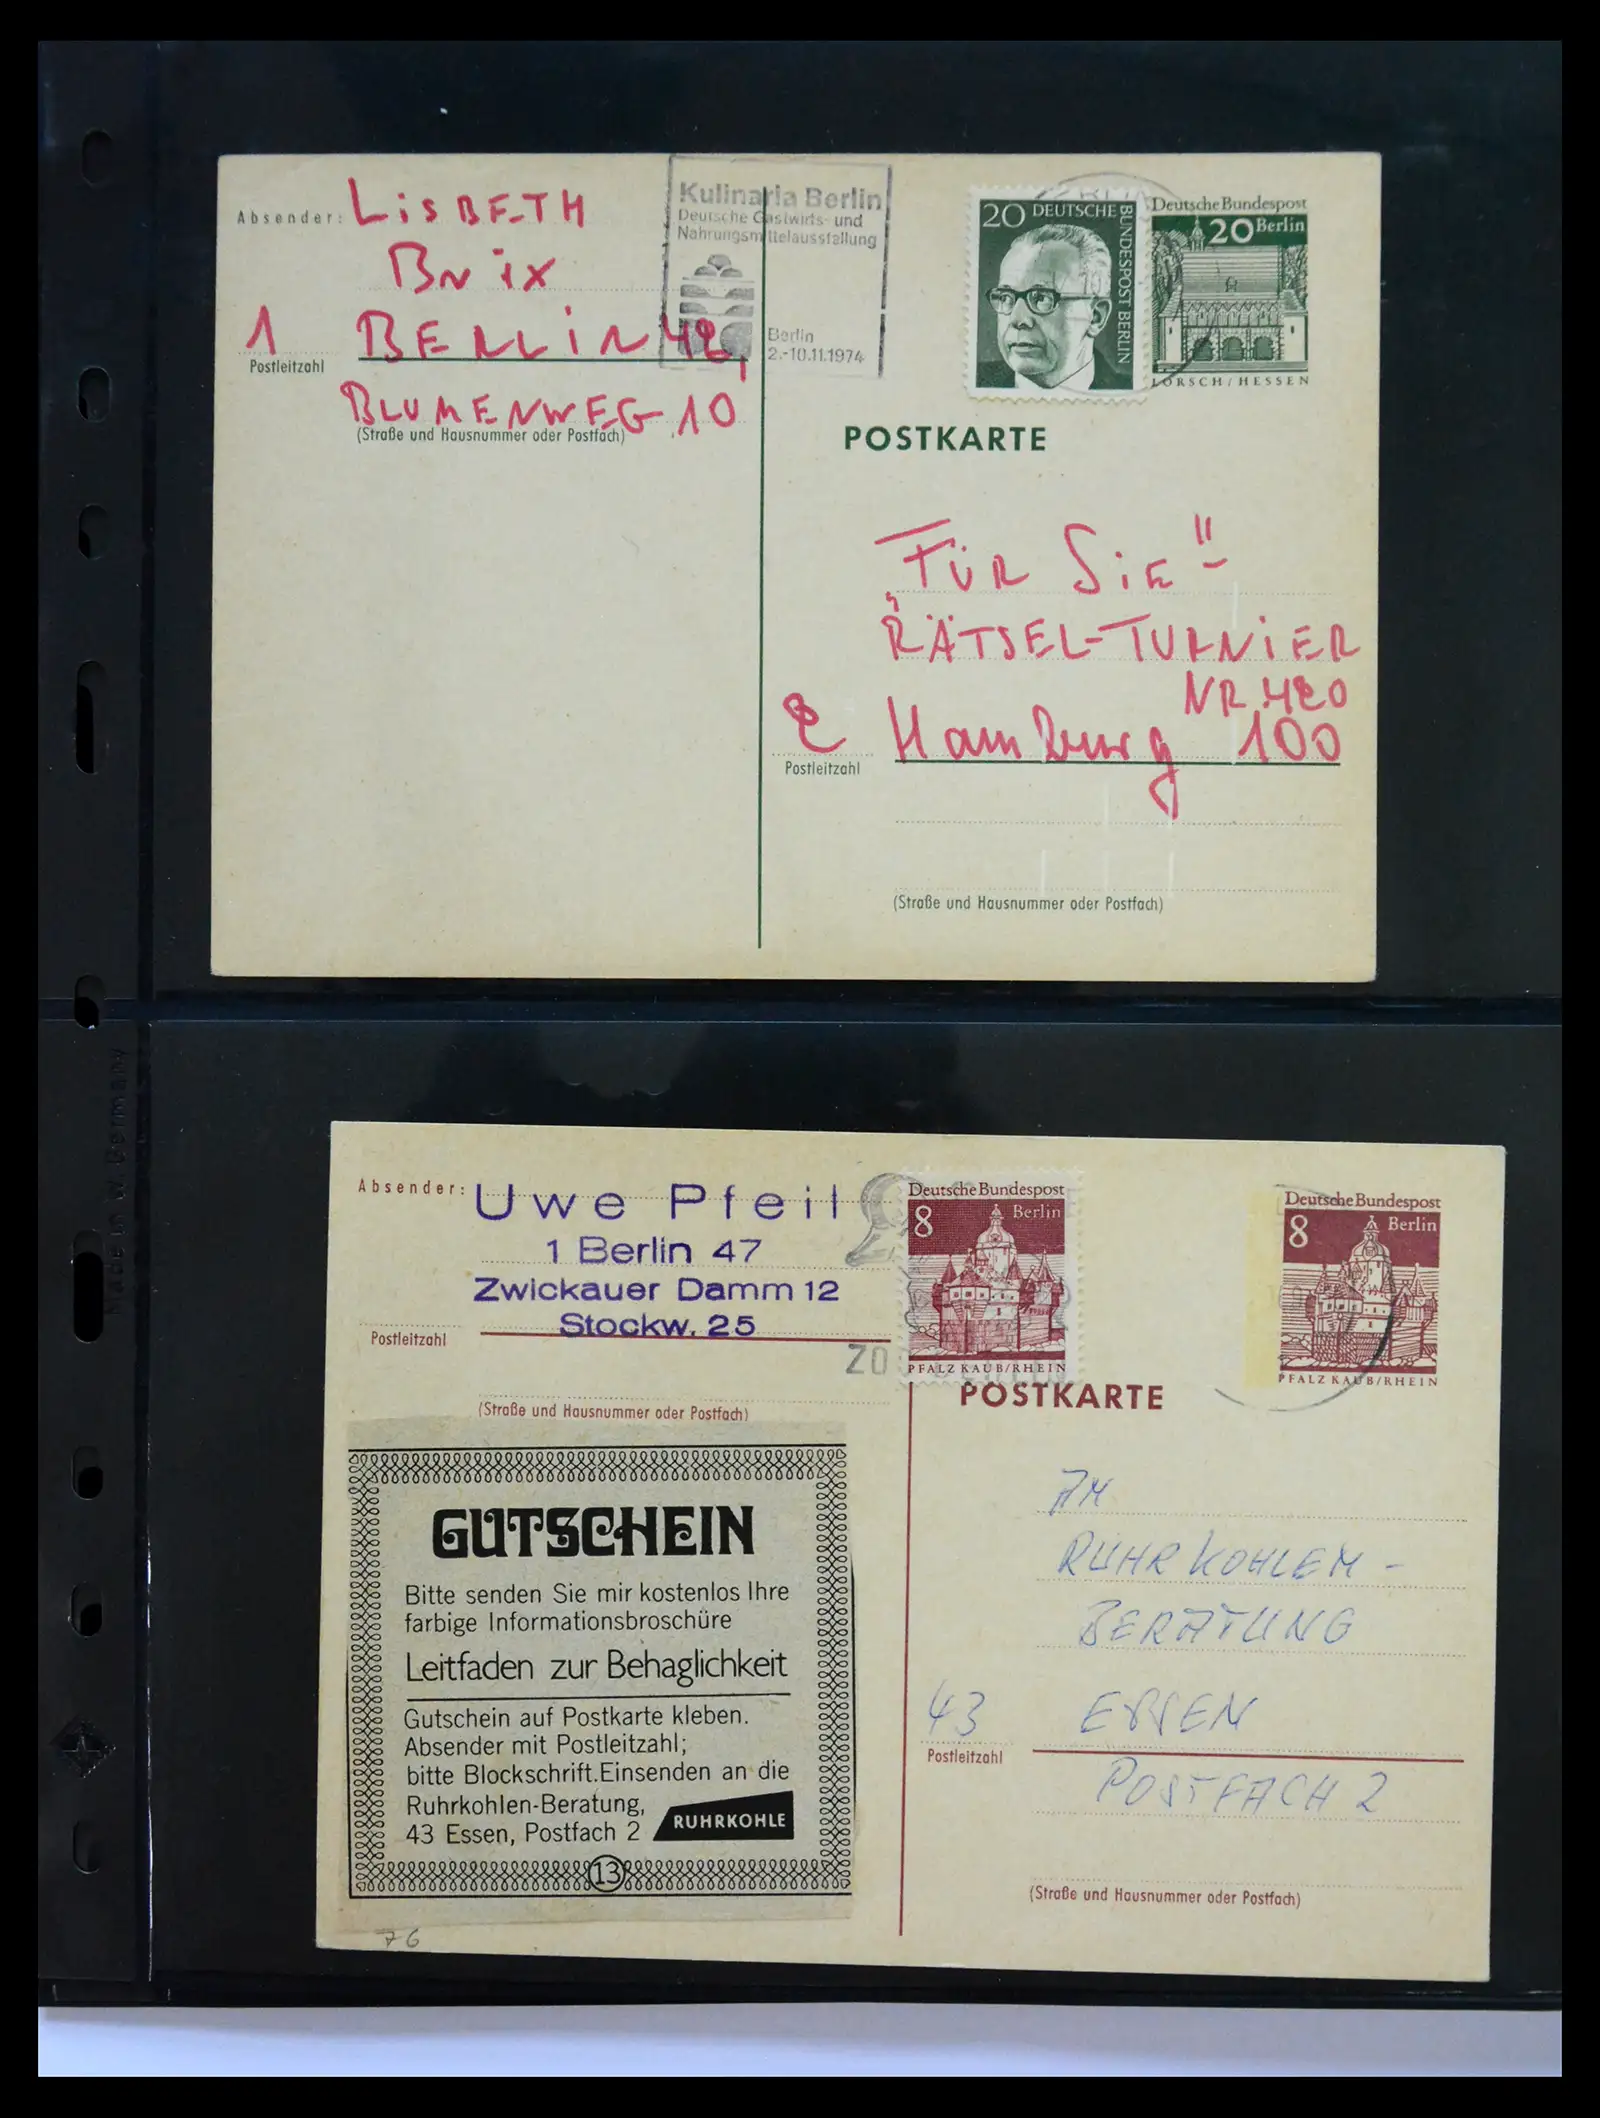 Absender: LiSBETH
BRiX
1 BERLiN 42,
Postleitzahl
BLUMENWEG 10
(Straße und Hausnummer oder Postfach)
Kulinaria Berlin
Deutsche Gastwirts- und
Nahrungsmittelausstellung
Berlin
2.-10.11.1974
20 DEUTSCHE
BUNDESPOST BERLIN
Deutsche Bundespost
20 Berlin
LORSCH/HESSEN
POSTKARTE
„FÜR SiE"-
RÄTSEL-TURNiER
NR 420
2 Hamburg 100
Postleitzahl
(Straße und Hausnummer oder Postfach)
Made in W. Germany
Absender: Uwe Pfeil
1 Berlin 47
Zwickauer Damm 12
Stockw. 25
Postleitzahl
(Straße und Hausnummer oder Postfach)
ZO
Deutsche Bundespost
8 Berlin
PFALZ KAUB/RHEIN
Deutsche Bundespost
8 Berlin
PFALZ KAUB/RHEIN
POSTKARTE
GUTSCHEIN
Bitte senden Sie mir kostenlos Ihre
farbige Informationsbroschüre
Leitfaden zur Behaglichkeit
Gutschein auf Postkarte kleben.
Absender mit Postleitzahl;
bitte Blockschrift.Einsenden an die
Ruhrkohlen-Beratung,
43 Essen, Postfach 2
RUHRKOHLE
13
76
AN
RUHRKOHLEN-
BERATUNG
43 ESSEN
Postleitzahl
POSTFACH 2
(Straße und Hausnummer oder Postfach)